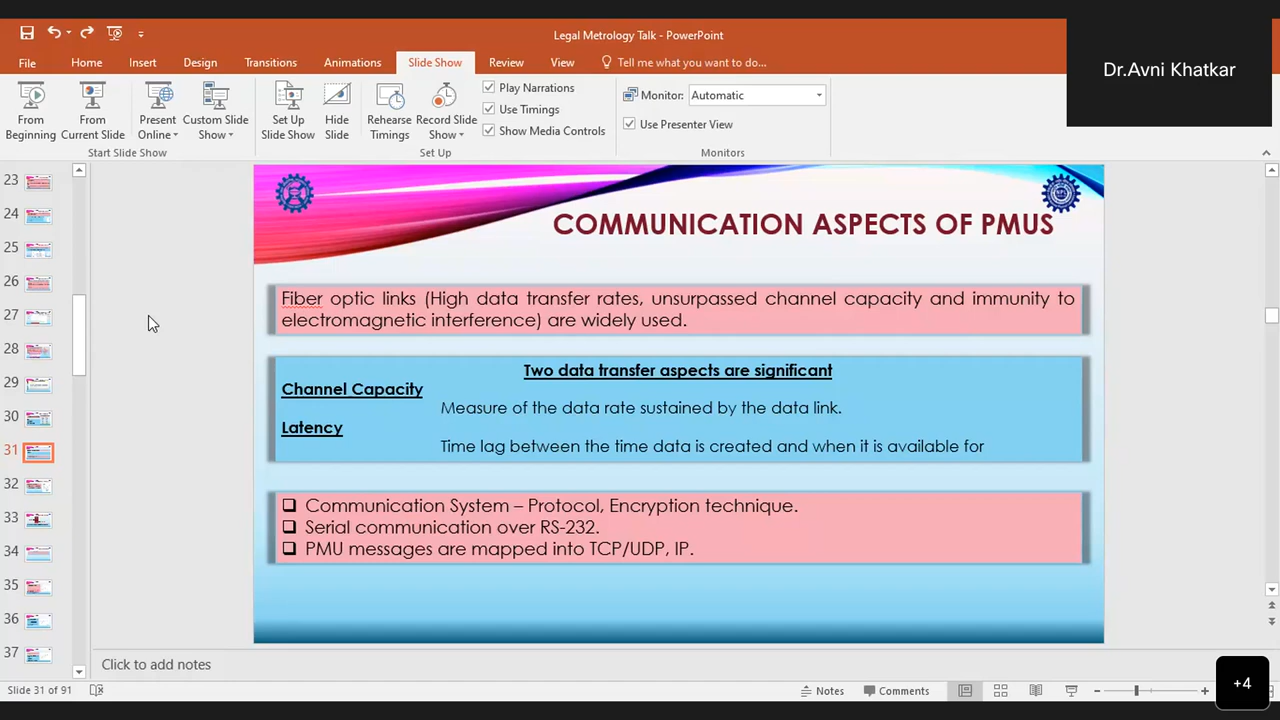 Legal Metrology Talk - PowerPoint
Dr.Avni Khatkar
File Home Insert Design Transitions Animations Slide Show Review View Tell me what you want to do...
From Beginning
From Current Slide
Present Online
Custom Slide Show
Start Slide Show
Set Up Slide Show
Hide Slide
Rehearse Timings
Record Slide Show
Play Narrations
Use Timings
Show Media Controls
Set Up
Monitor: Automatic
Use Presenter View
Monitors
23
24
25
26
27
28
29
30
31
32
33
34
35
36
37
COMMUNICATION ASPECTS OF PMUS
Fiber optic links (High data transfer rates, unsurpassed channel capacity and immunity to
electromagnetic interference) are widely used.
Two data transfer aspects are significant
Channel Capacity
Measure of the data rate sustained by the data link.
Latency
Time lag between the time data is created and when it is available for
Communication System – Protocol, Encryption technique.
Serial communication over RS-232.
PMU messages are mapped into TCP/UDP, IP.
Click to add notes
Slide 31 of 91
Notes Comments
+4